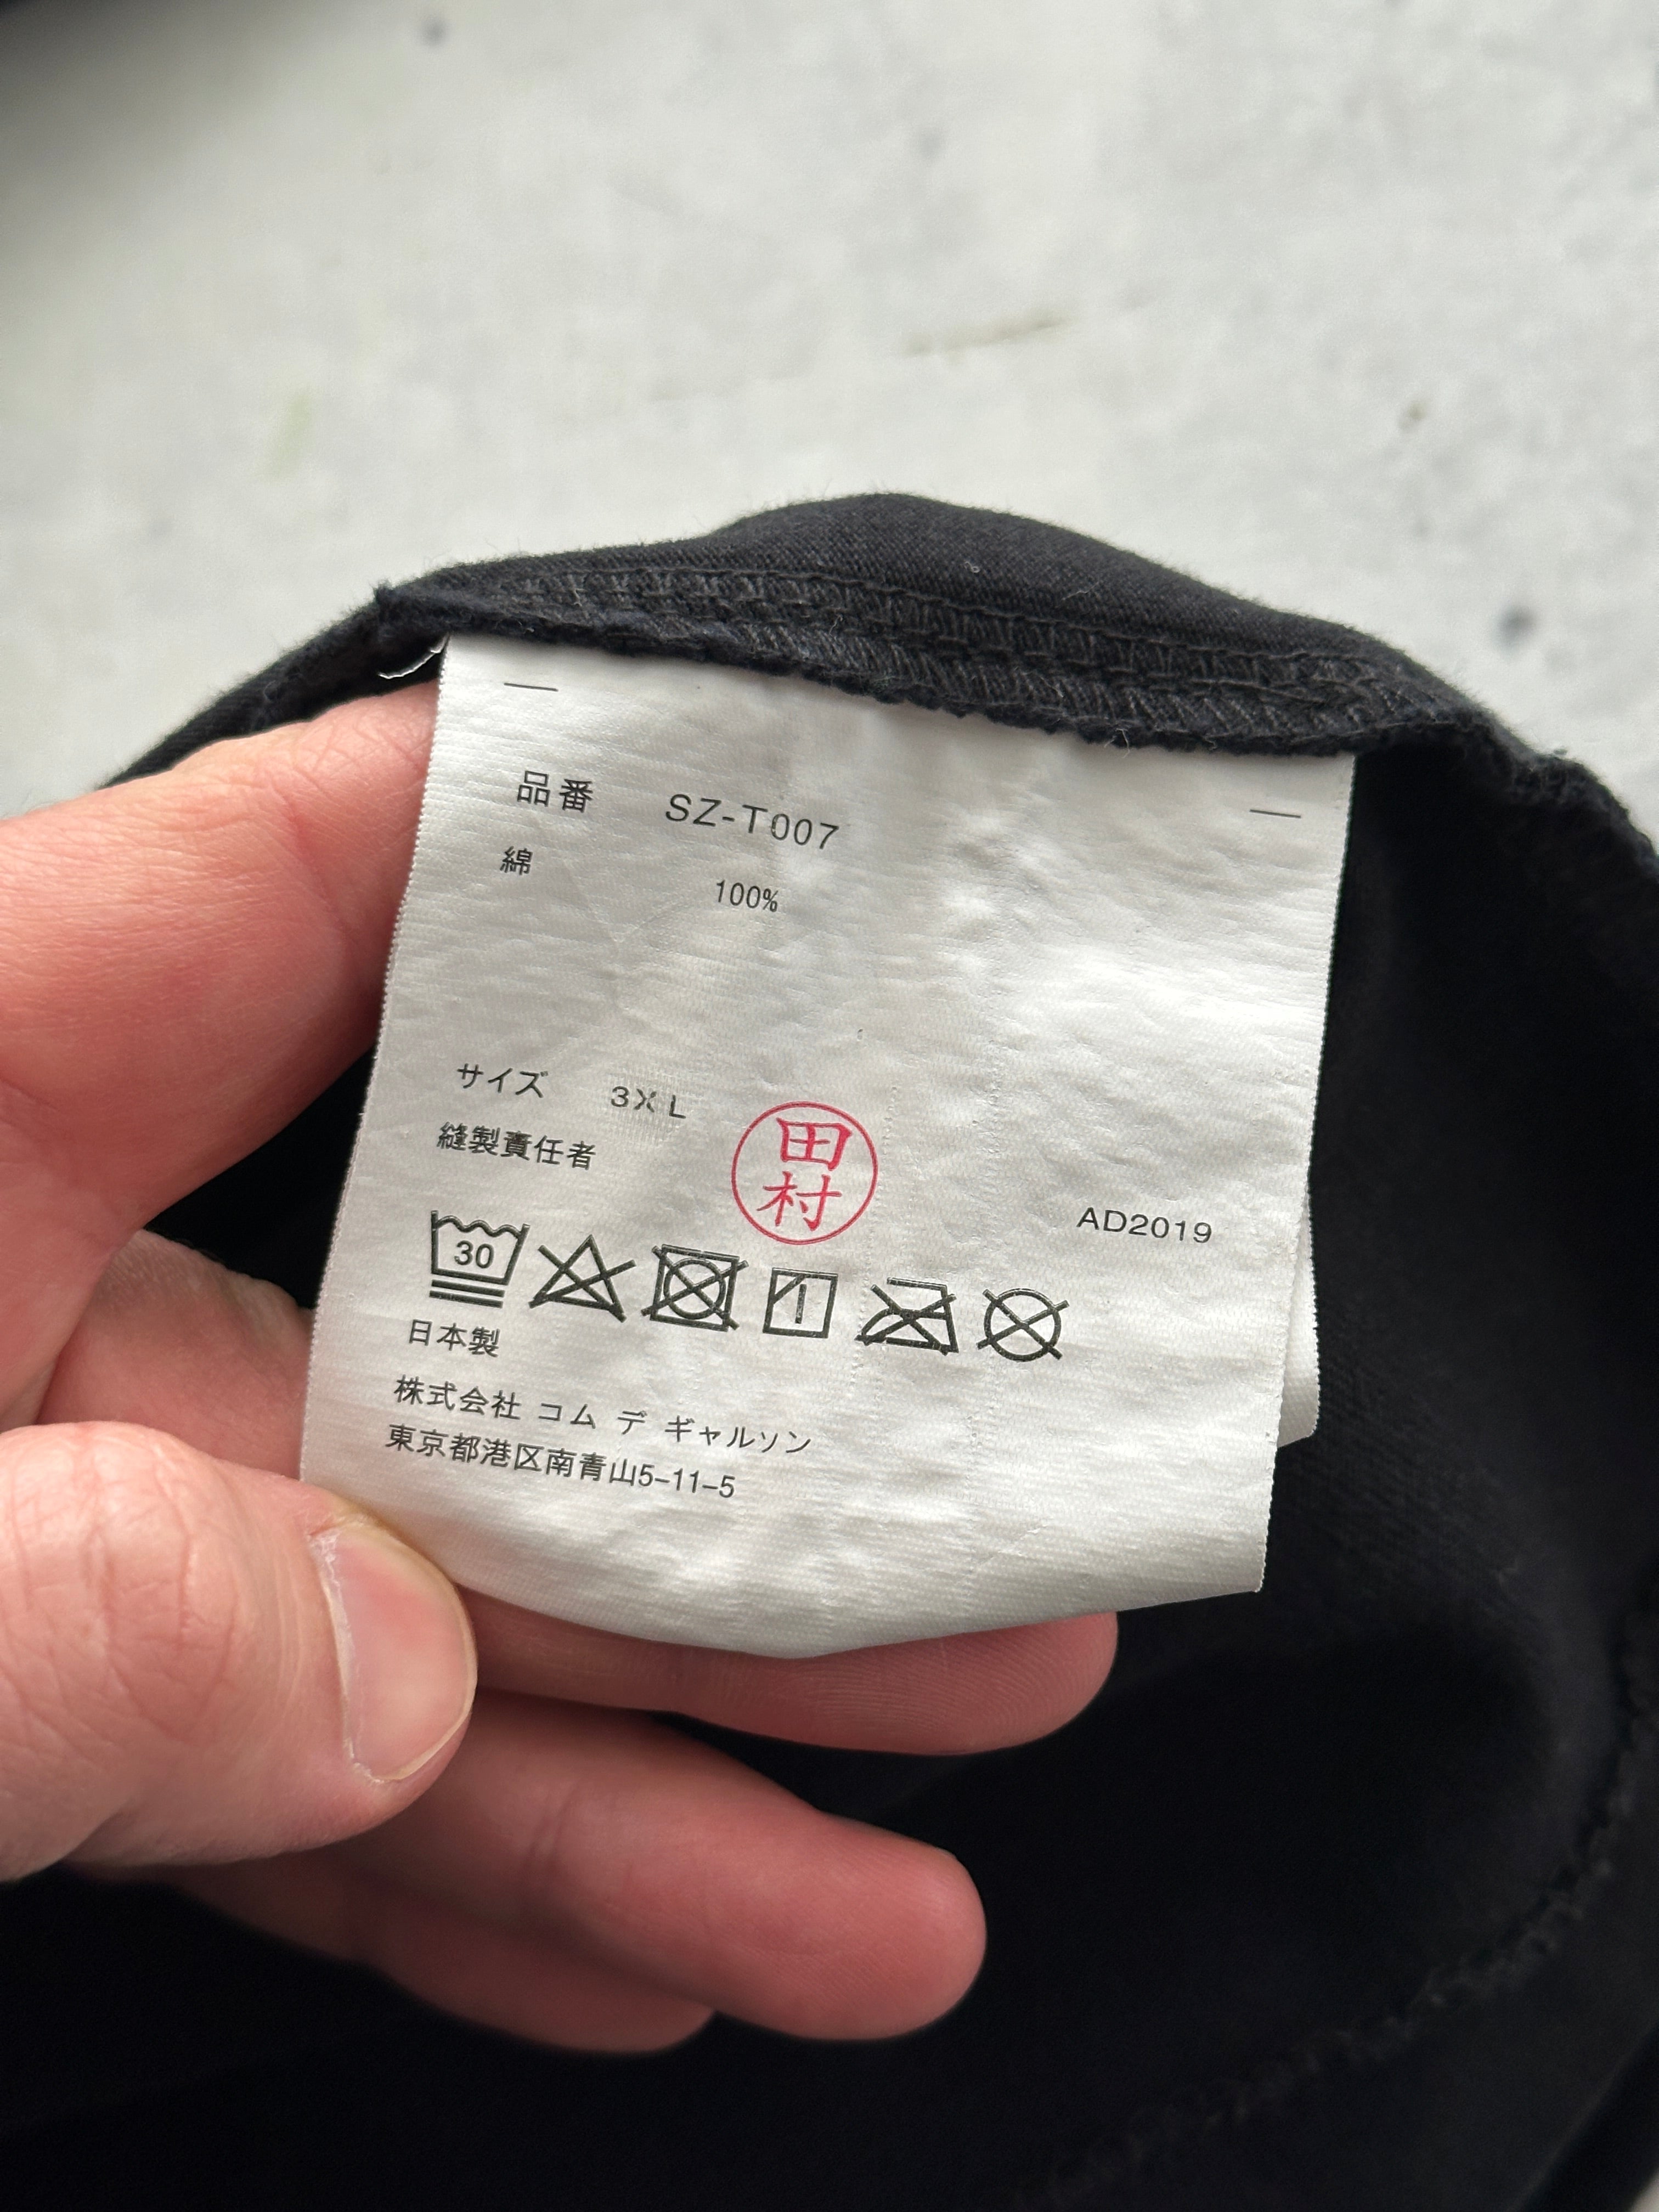 品番 SZ-T007
綿 100%
サイズ 3XL
縫製責任者 田村
AD2019
30
日本製
株式会社 コム デ ギャルソン
東京都港区南青山5-11-5